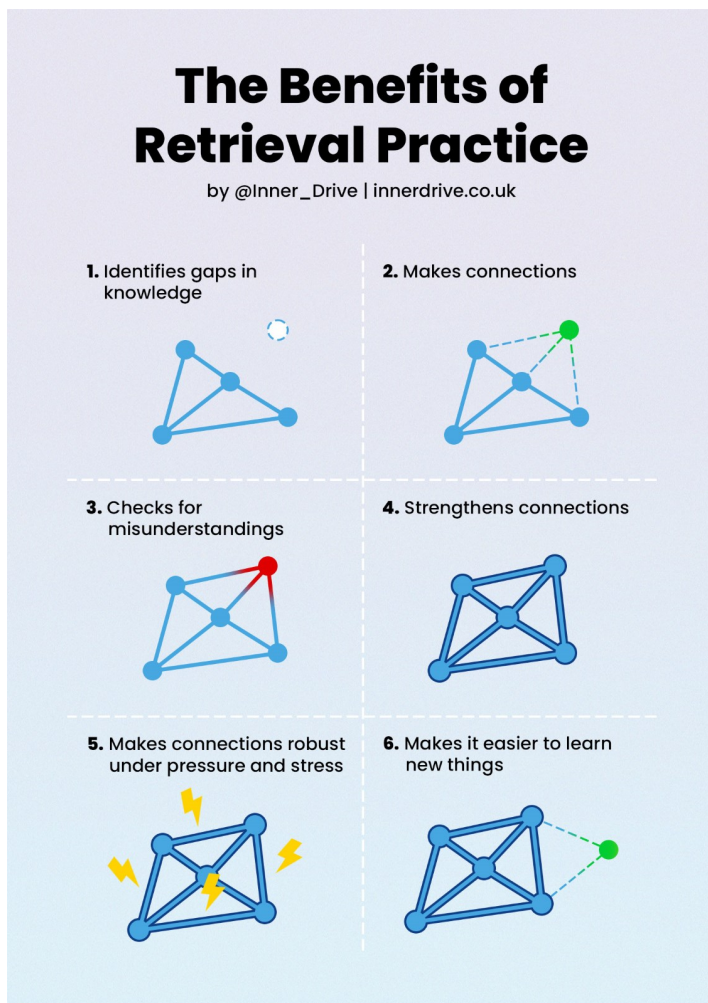 The Benefits of
Retrieval Practice
by @Inner_Drive | innerdrive.co.uk
1. Identifies gaps in
knowledge
2. Makes connections
3. Checks for
misunderstandings
4. Strengthens connections
5. Makes connections robust
under pressure and stress
6. Makes it easier to learn
new things